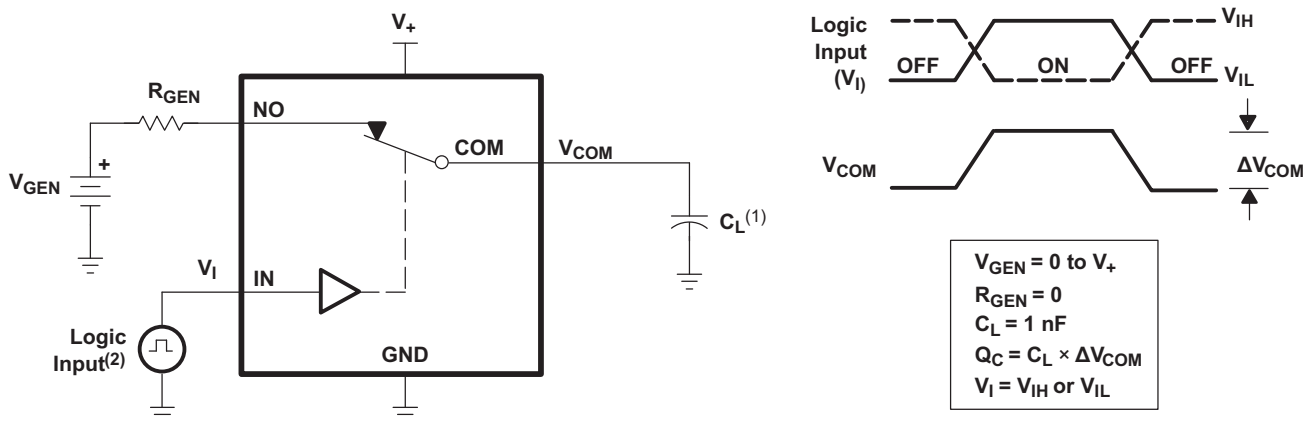 V+
RGEN
NO
COM
VCOM
VGEN
+
CL(1)
VI
IN
Logic
Input(2)
GND
Logic
Input
(VI)
OFF
ON
OFF
VIH
VIL
VCOM
ΔVCOM
VGEN = 0 to V+
RGEN = 0
CL = 1 nF
QC = CL × ΔVCOM
VI = VIH or VIL